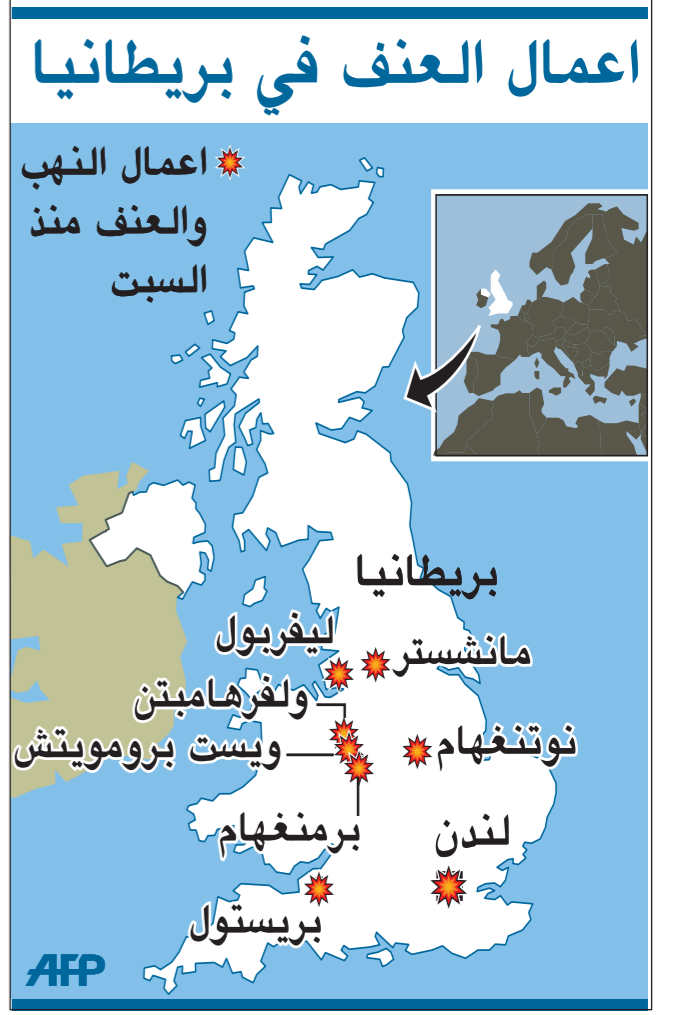 اعمال العنف في بريطانيا
اعمال النهب
والعنف منذ
السبت
بريطانيا
ليفربول
مانشستر
ولفرهامبتن
ويست برومويتش
نوتنغهام
برمنغهام
لندن
بريستول
AFP